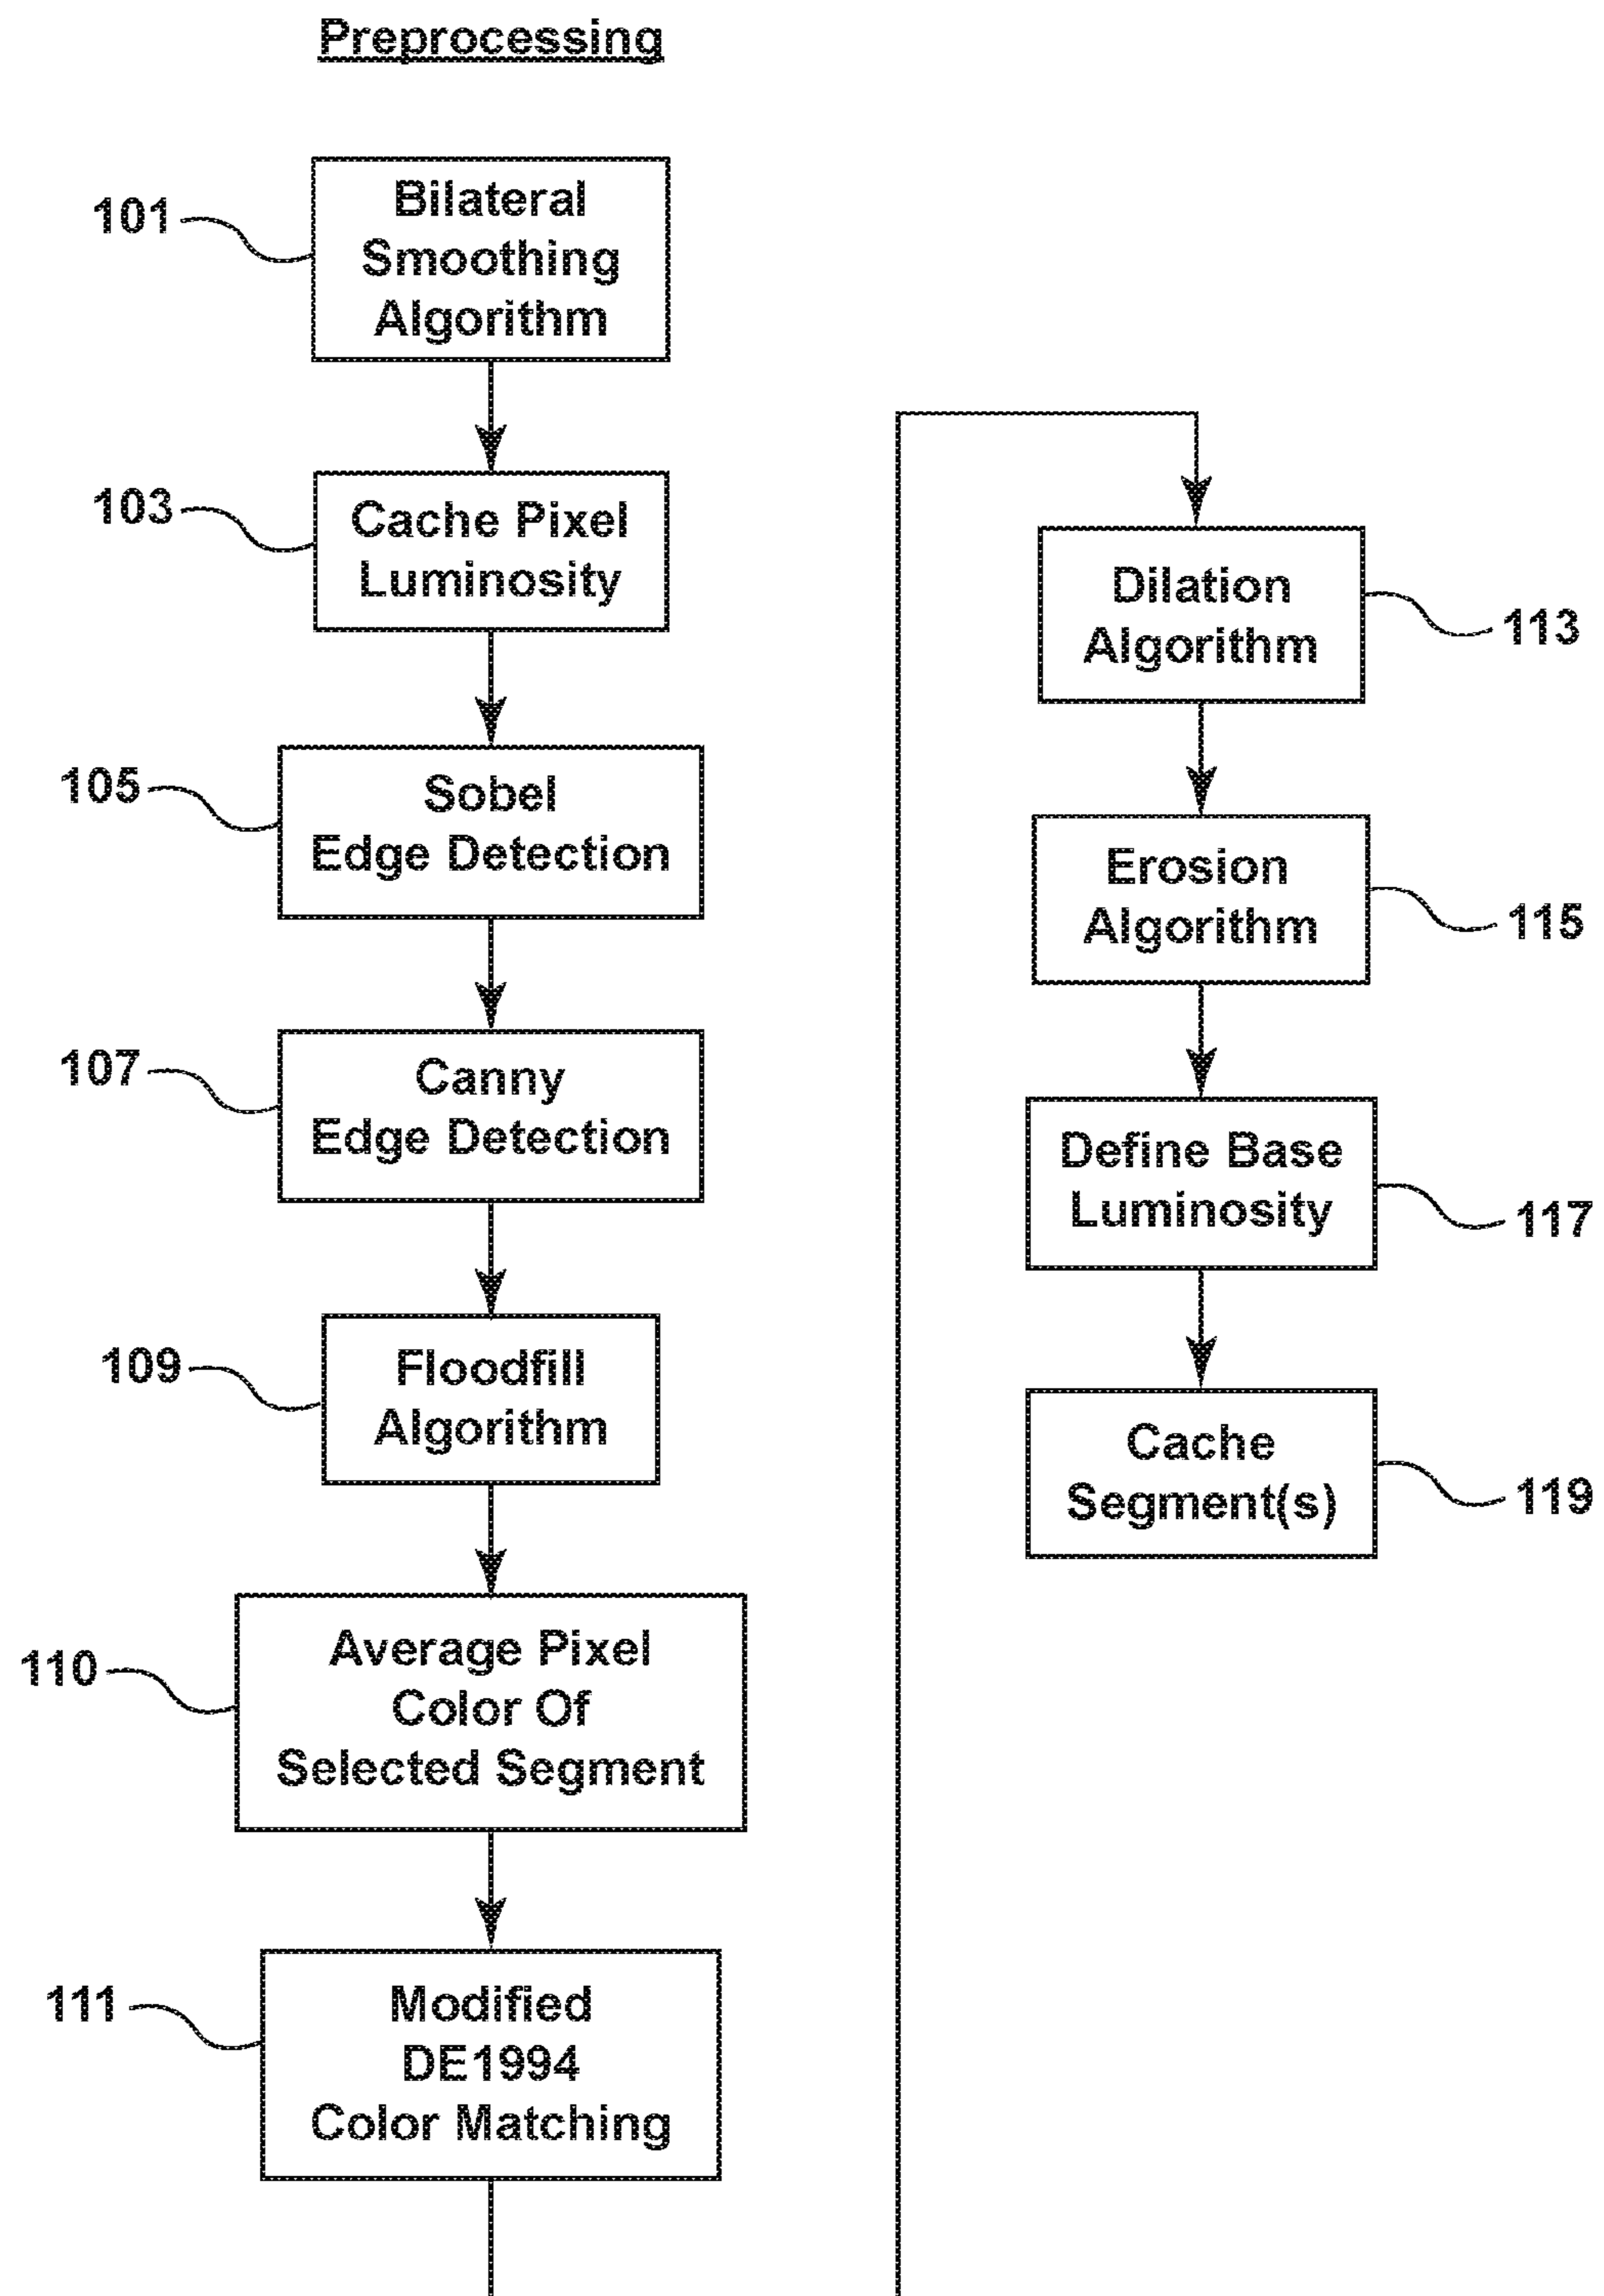 Preprocessing
101
Bilateral
Smoothing
Algorithm
103
Cache Pixel
Luminosity
105
Sobel
Edge Detection
107
Canny
Edge Detection
109
Floodfill
Algorithm
110
Average Pixel
Color Of
Selected Segment
111
Modified
DE1994
Color Matching
Dilation
Algorithm
113
Erosion
Algorithm
115
Define Base
Luminosity
117
Cache
Segment(s)
119